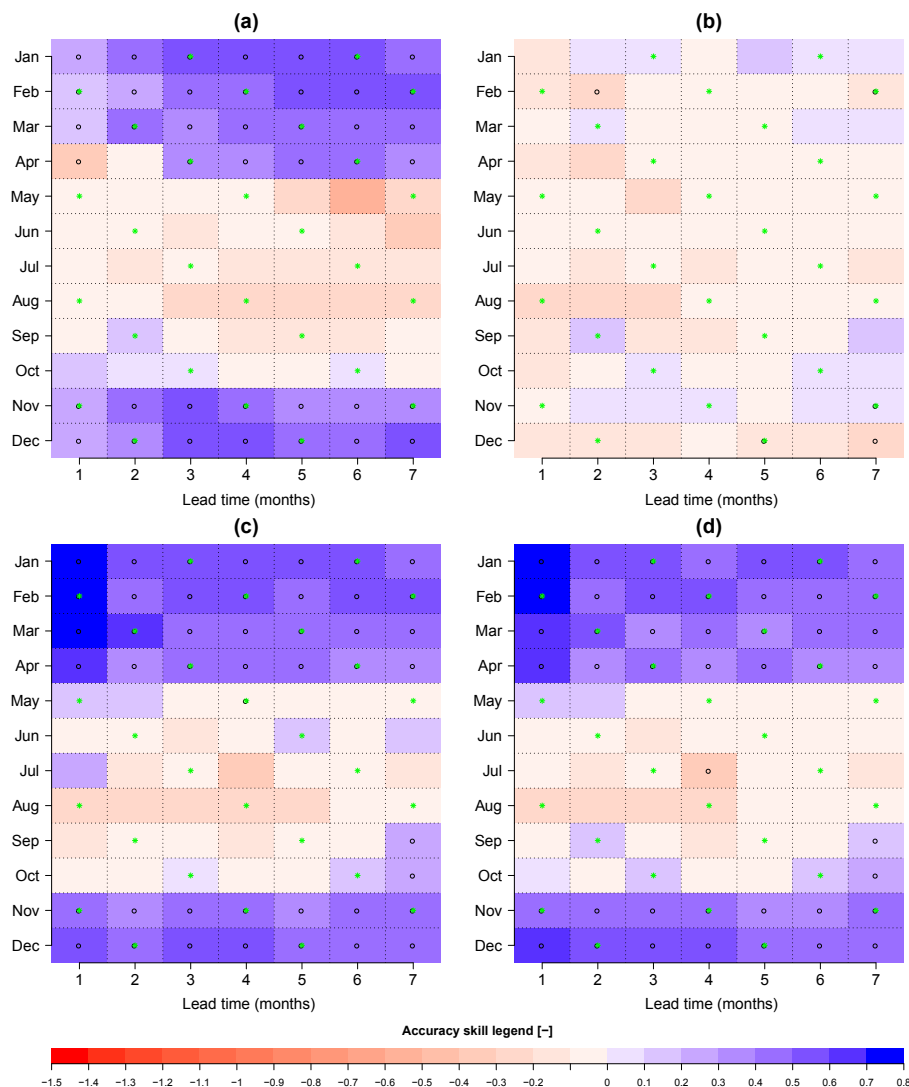 (a) (b)
Jan Jan
Feb Feb
Mar Mar
Apr Apr
May May
Jun Jun
Jul Jul
Aug Aug
Sep Sep
Oct Oct
Nov Nov
Dec Dec
1 2 3 4 5 6 7 1 2 3 4 5 6 7
Lead time (months) Lead time (months)
(c) (d)
Jan Jan
Feb Feb
Mar Mar
Apr Apr
May May
Jun Jun
Jul Jul
Aug Aug
Sep Sep
Oct Oct
Nov Nov
Dec Dec
1 2 3 4 5 6 7 1 2 3 4 5 6 7
Lead time (months) Lead time (months)
Accuracy skill legend [−]
−1.5 −1.4 −1.3 −1.2 −1.1 −1 −0.9 −0.8 −0.7 −0.6 −0.5 −0.4 −0.3 −0.2 −0.1 0 0.1 0.2 0.3 0.4 0.5 0.6 0.7 0.8